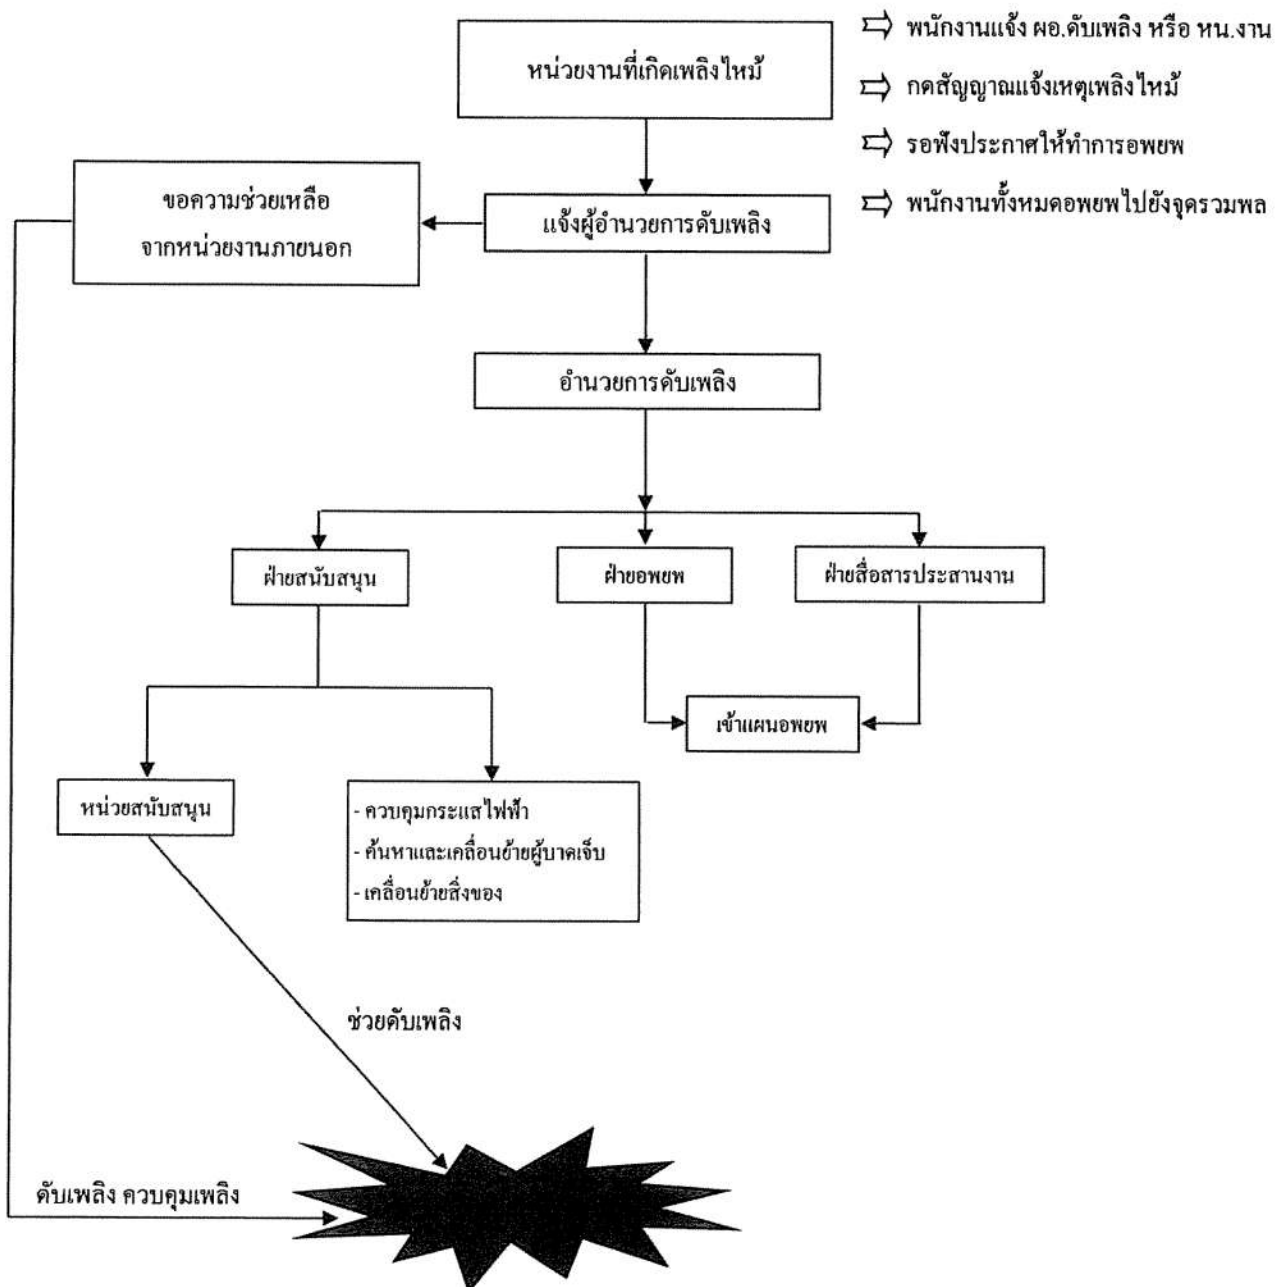 หน่วยงานที่เกิดเพลิงไหม้
พนักงานแจ้ง ผอ.ดับเพลิง หรือ หน.งาน
กดสัญญาณแจ้งเหตุเพลิงไหม้
รอฟังประกาศให้ทำการอพยพ
พนักงานทั้งหมดอพยพไปยังจุดรวมพล
ขอความช่วยเหลือ
จากหน่วยงานภายนอก
แจ้งผู้อำนวยการดับเพลิง
อำนวยการดับเพลิง
ฝ่ายสนับสนุน
ฝ่ายอพยพ
ฝ่ายสื่อสารประสานงาน
เข้าแผนอพยพ
หน่วยสนับสนุน
- ควบคุมกระแสไฟฟ้า
- ค้นหาและเคลื่อนย้ายผู้บาดเจ็บ
- เคลื่อนย้ายสิ่งของ
ช่วยดับเพลิง
ดับเพลิง ควบคุมเพลิง